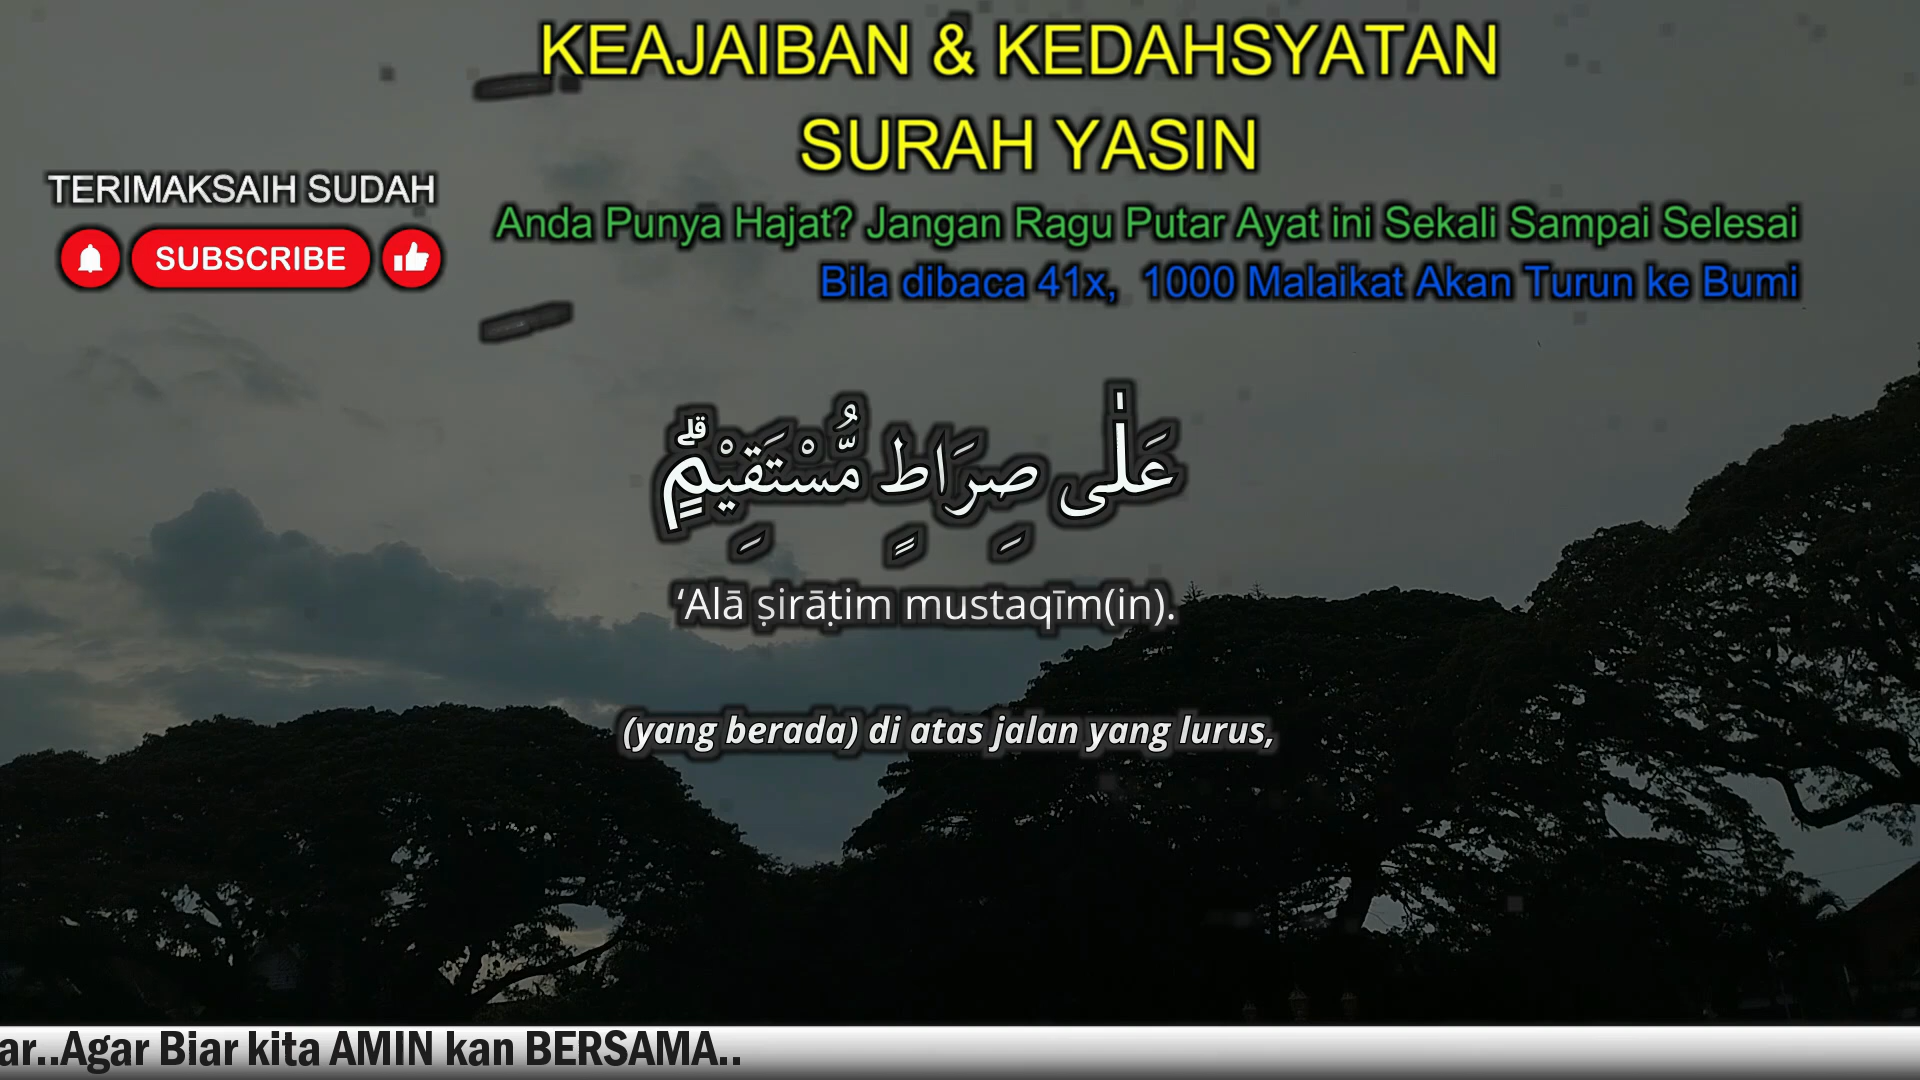 KEAJAIBAN & KEDAHSYATAN
SURAH YASIN
TERIMAKSAIH SUDAH
SUBSCRIBE
Anda Punya Hajat? Jangan Ragu Putar Ayat ini Sekali Sampai Selesai
Bila dibaca 41x, 1000 Malaikat Akan Turun ke Bumi
عَلٰى صِرَاطٍ مُّسْتَقِيْمٍۗ
‘Alā ṣirāṭim mustaqīm(in).
(yang berada) di atas jalan yang lurus,
ar..Agar Biar kita AMIN kan BERSAMA..